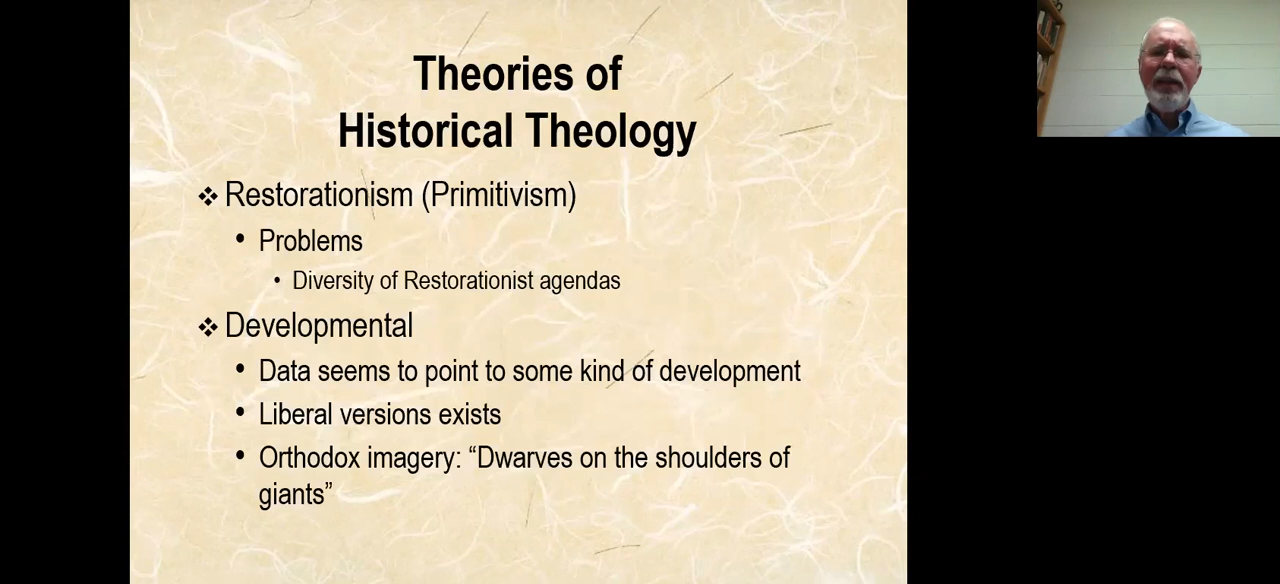 Theories of
Historical Theology
❖ Restorationism (Primitivism)
• Problems
• Diversity of Restorationist agendas
❖ Developmental
• Data seems to point to some kind of development
• Liberal versions exists
• Orthodox imagery: “Dwarves on the shoulders of
giants”